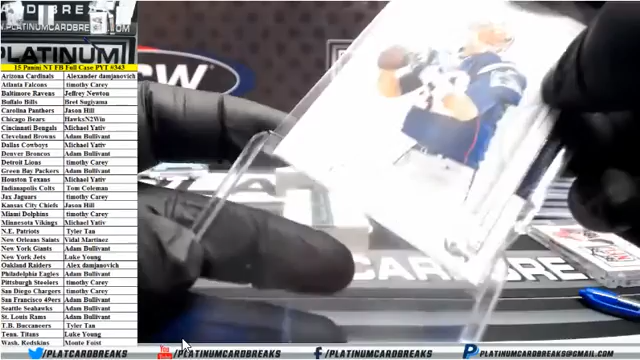 WWW.PLATINUMCARDBREAKS.COM
PLATINUM
15 Panini NT FB Full Case PYT #343
Arizona Cardinals Alexander damjanovich
Atlanta Falcons timothy Carey
Baltimore Ravens Jeffrey Newton
Buffalo Bills Bret Sugiyama
Carolina Panthers Jason Hill
Chicago Bears HawksN2Win
Cincinnati Bengals Michael Yativ
Cleveland Browns Adam Bullivant
Dallas Cowboys Michael Yativ
Denver Broncos Adam Bullivant
Detroit Lions timothy Carey
Green Bay Packers Adam Bullivant
Houston Texans Michael Yativ
Indianapolis Colts Tom Coleman
Jax Jaguars timothy Carey
Kansas City Chiefs Jason Hill
Miami Dolphins timothy Carey
Minnesota Vikings Michael Yativ
N.E. Patriots Tyler Tan
New Orleans Saints Vidal Martinez
New York Giants Adam Bullivant
New York Jets Luke Young
Oakland Raiders Alex damjanovich
Philadelphia Eagles Adam Bullivant
Pittsburg Steelers timothy Carey
San Diego Chargers timothy Carey
San Francisco 49ers Adam Bullivant
Seattle Seahawks Adam Bullivant
St. Louis Rams Adam Bullivant
T.B. Buccaneers Tyler Tan
Tenn. Titans Luke Young
Wash. Redskins Monte Foist
CARD BRE
/PLATCARDBREAKS
/PLATINUMCARDBREAKS
/PLATINUMCARDBREAKS
PLATINUMCARDBREAKS@GMAIL.COM